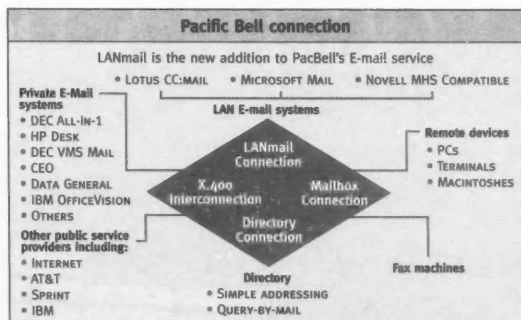 Pacific Bell connection
LANmail is the new addition to PacBell's E-mail service
• LOTUS CC:MAIL • MICROSOFT MAIL • NOVELL MHS COMPATIBLE
LAN E-mail systems
Private E-Mail
systems
• DEC ALL-IN-1
• HP DESK
• DEC VMS MAIL
• CEO
• DATA GENERAL
• IBM OFFICEVISION
• OTHERS
Other public service
providers including:
• INTERNET
• AT&T
• SPRINT
• IBM
LANmail
Connection
X.400
Interconnection
Mailbox
Connection
Directory
Connection
Remote devices
• PCS
• TERMINALS
• MACINTOSHES
Fax machines
Directory
• SIMPLE ADDRESSING
• QUERY-BY-MAIL